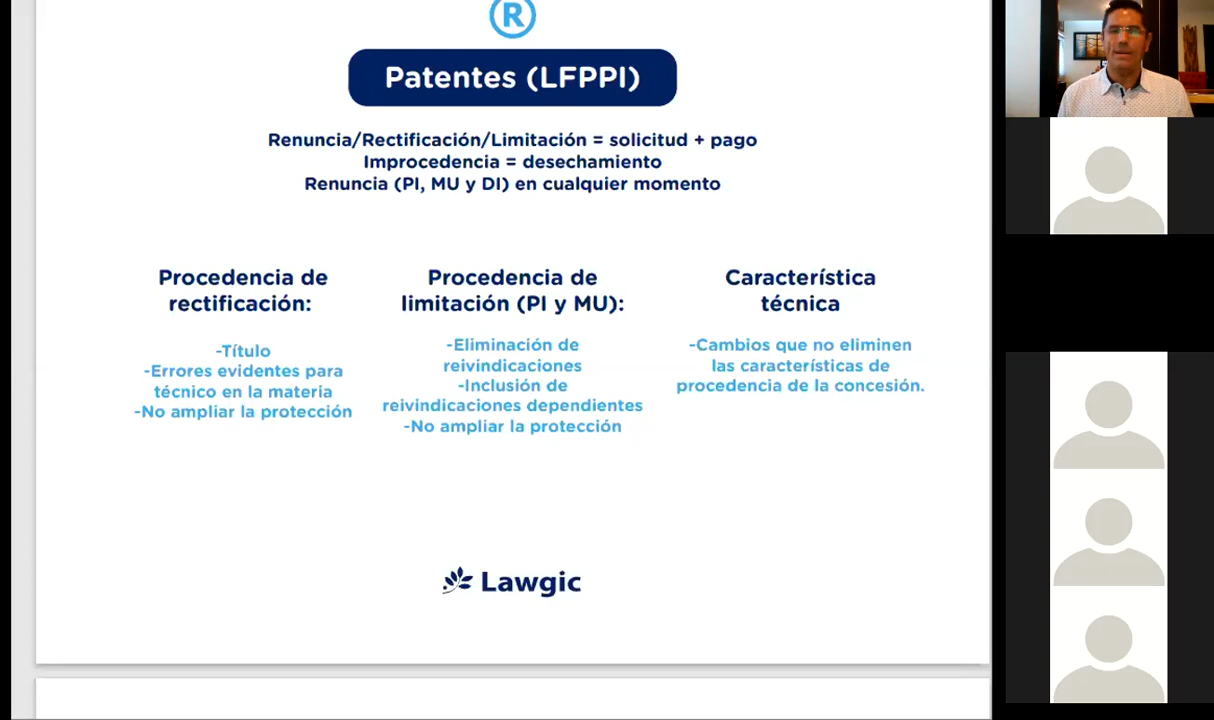 ®
Patentes (LFPPI)
Renuncia/Rectificación/Limitación = solicitud + pago
Improcedencia = desechamiento
Renuncia (PI, MU y DI) en cualquier momento
Procedencia de
rectificación:
-Título
-Errores evidentes para
técnico en la materia
-No ampliar la protección
Procedencia de
limitación (PI y MU):
-Eliminación de
reivindicaciones
-Inclusión de
reivindicaciones dependientes
-No ampliar la protección
Característica
técnica
-Cambios que no eliminen
las características de
procedencia de la concesión.
Lawgic